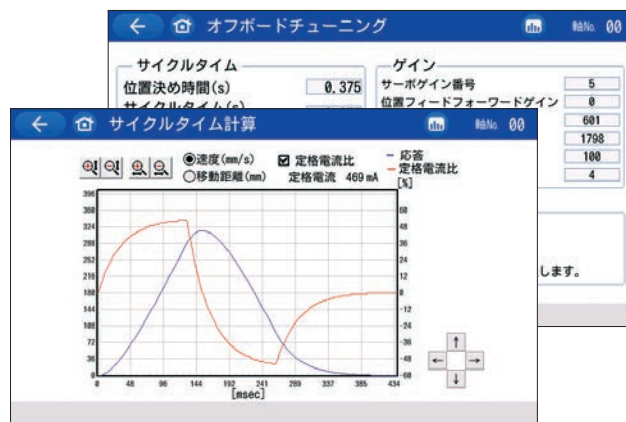 オフボードチューニング
軸No. 00
サイクルタイム
位置決め時間(s) 0.375
サイクルタイム(s)
ゲイン
サーボゲイン番号 5
位置フィードフォワードゲイン 0
601
1798
100
4
します。
サイクルタイム計算
軸No. 00
◉速度(mm/s)
○移動距離(mm)
☑ 定格電流比
定格電流 469 mA
応答
定格電流比
[%]
396
360
324
288
252
216
180
144
108
72
36
0
60
48
36
24
12
0
-12
-24
-36
-48
-60
0 48 96 144 192 241 289 337 385 434
[msec]
↑
← →
↓